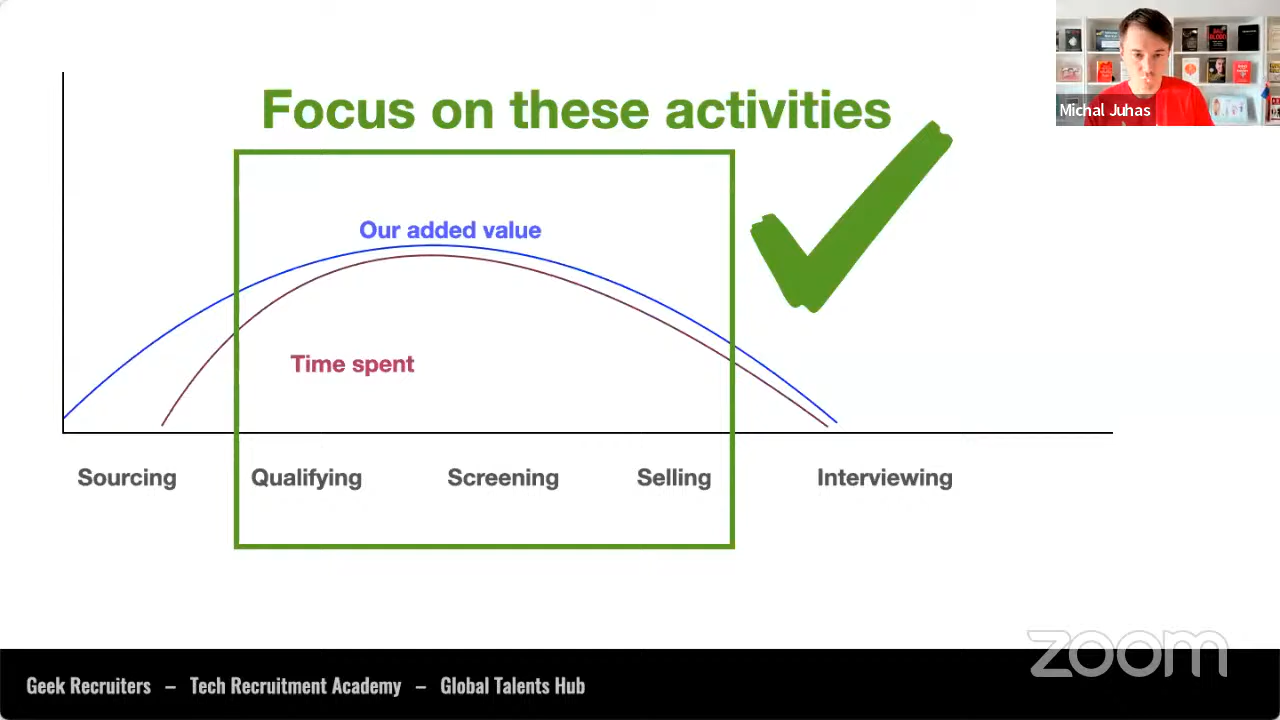 Focus on these activities
Michal Juhas
Our added value
Time spent
Sourcing Qualifying Screening Selling Interviewing
zoom
Geek Recruiters – Tech Recruitment Academy – Global Talents Hub